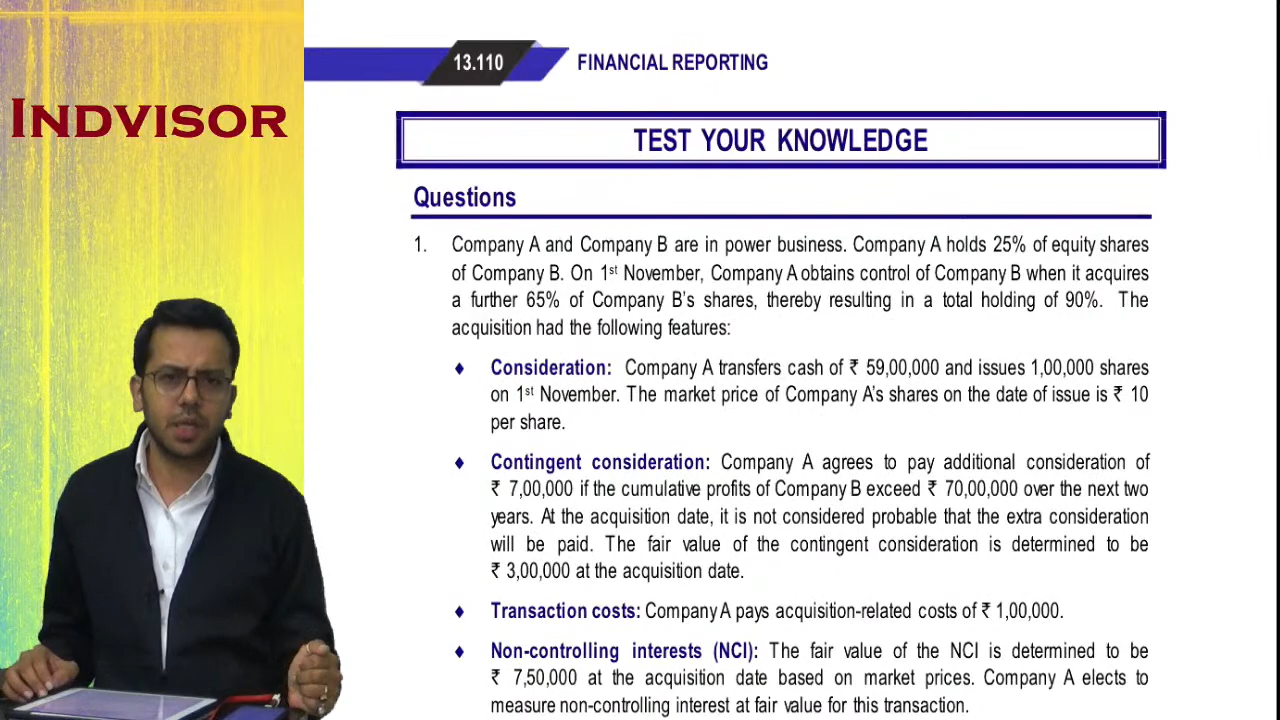 INDVISOR
13.110 FINANCIAL REPORTING
TEST YOUR KNOWLEDGE
Questions
1. Company A and Company B are in power business. Company A holds 25% of equity shares
of Company B. On 1st November, Company A obtains control of Company B when it acquires
a further 65% of Company B's shares, thereby resulting in a total holding of 90%. The
acquisition had the following features:
♦ Consideration: Company A transfers cash of ₹ 59,00,000 and issues 1,00,000 shares
on 1st November. The market price of Company A's shares on the date of issue is ₹ 10
per share.
♦ Contingent consideration: Company A agrees to pay additional consideration of
₹ 7,00,000 if the cumulative profits of Company B exceed ₹ 70,00,000 over the next two
years. At the acquisition date, it is not considered probable that the extra consideration
will be paid. The fair value of the contingent consideration is determined to be
₹ 3,00,000 at the acquisition date.
♦ Transaction costs: Company A pays acquisition-related costs of ₹ 1,00,000.
♦ Non-controlling interests (NCI): The fair value of the NCI is determined to be
₹ 7,50,000 at the acquisition date based on market prices. Company A elects to
measure non-controlling interest at fair value for this transaction.